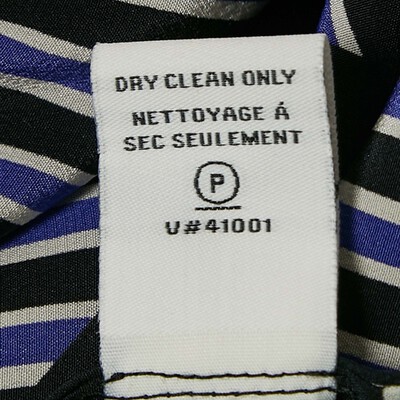 DRY CLEAN ONLY
NETTOYAGE Á
SEC SEULEMENT
P
V#41001